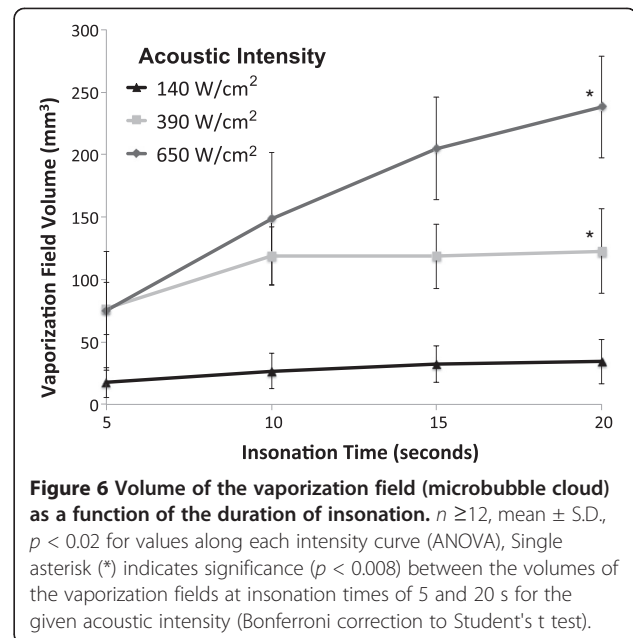 300
250
200
150
100
50
0
Vaporization Field Volume (mm³)
Acoustic Intensity
140 W/cm²
390 W/cm²
650 W/cm²
*
*
5 10 15 20
Insonation Time (seconds)
Figure 6 Volume of the vaporization field (microbubble cloud)
as a function of the duration of insonation. n ≥12, mean ± S.D.,
p < 0.02 for values along each intensity curve (ANOVA), Single
asterisk (*) indicates significance (p < 0.008) between the volumes of
the vaporization fields at insonation times of 5 and 20 s for the
given acoustic intensity (Bonferroni correction to Student's t test).